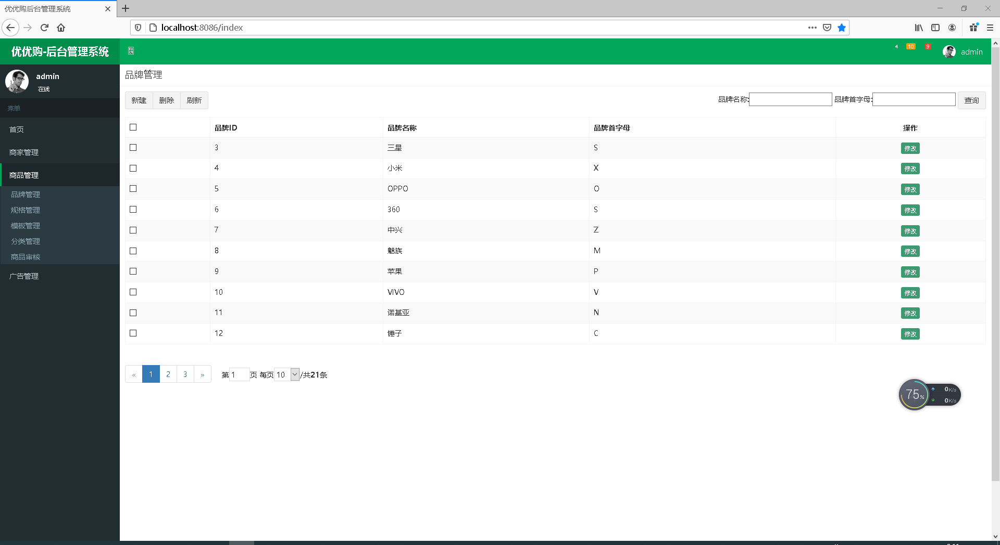 优优购后台管理系统
localhost:8086/index
优优购-后台管理系统
4 10 9 admin
admin
在线
菜单
首页
商家管理
商品管理
品牌管理
规格管理
模板管理
分类管理
商品审核
广告管理
品牌管理
新建 删除 刷新 品牌名称: 品牌首字母: 查询
品牌ID 品牌名称 品牌首字母 操作
3 三星 S 修改
4 小米 X 修改
5 OPPO O 修改
6 360 S 修改
7 中兴 Z 修改
8 魅族 M 修改
9 苹果 P 修改
10 VIVO V 修改
11 诺基亚 N 修改
12 锤子 C 修改
« 1 2 3 » 第 1 页 每页 10 /共21条
75% 0K/s
0K/s